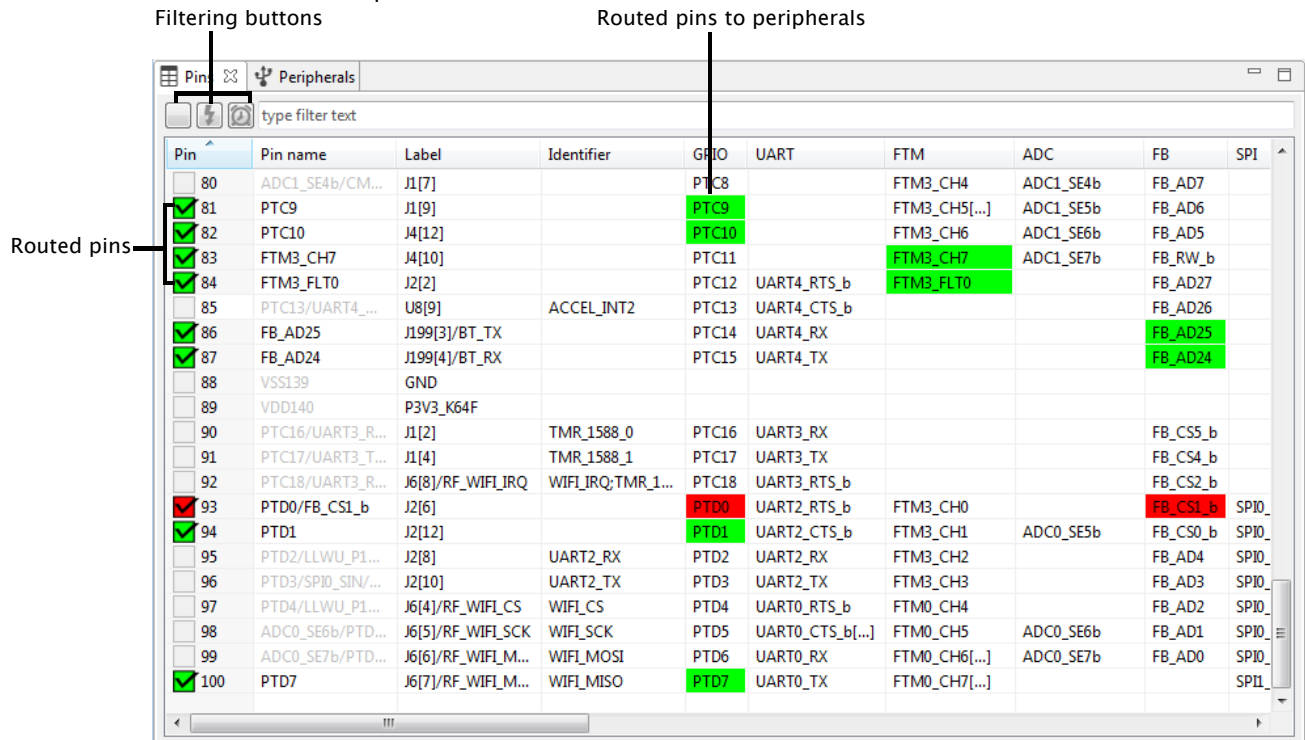 Filtering buttons Routed pins to peripherals
Pins Peripherals
type filter text
Pin Pin name Label Identifier GPIO UART FTM ADC FB SPI
80 ADC1_SE4b/CM... J1[7] PTC8 FTM3_CH4 ADC1_SE4b FB_AD7
81 PTC9 J1[9] PTC9 FTM3_CH5[...] ADC1_SE5b FB_AD6
82 PTC10 J4[12] PTC10 FTM3_CH6 ADC1_SE6b FB_AD5
Routed pins
83 FTM3_CH7 J4[10] PTC11 FTM3_CH7 ADC1_SE7b FB_RW_b
84 FTM3_FLT0 J2[2] PTC12 UART4_RTS_b FTM3_FLT0 FB_AD27
85 PTC13/UART4_... U8[9] ACCEL_INT2 PTC13 UART4_CTS_b FB_AD26
86 FB_AD25 J199[3]/BT_TX PTC14 UART4_RX FB_AD25
87 FB_AD24 J199[4]/BT_RX PTC15 UART4_TX FB_AD24
88 VSS139 GND
89 VDD140 P3V3_K64F
90 PTC16/UART3_R... J1[2] TMR_1588_0 PTC16 UART3_RX FB_CS5_b
91 PTC17/UART3_T... J1[4] TMR_1588_1 PTC17 UART3_TX FB_CS4_b
92 PTC18/UART3_R... J6[8]/RF_WIFI_IRQ WIFI_IRQ;TMR_1... PTC18 UART3_RTS_b FB_CS2_b
93 PTD0/FB_CS1_b J2[6] PTD0 UART2_RTS_b FTM3_CH0 FB_CS1_b SPI0_
94 PTD1 J2[12] PTD1 UART2_CTS_b FTM3_CH1 ADC0_SE5b FB_CS0_b SPI0_
95 PTD2/LLWU_P1... J2[8] UART2_RX PTD2 UART2_RX FTM3_CH2 FB_AD4 SPI0_
96 PTD3/SPI0_SIN/... J2[10] UART2_TX PTD3 UART2_TX FTM3_CH3 FB_AD3 SPI0_
97 PTD4/LLWU_P1... J6[4]/RF_WIFI_CS WIFI_CS PTD4 UART0_RTS_b FTM0_CH4 FB_AD2 SPI0_
98 ADC0_SE6b/PTD... J6[5]/RF_WIFI_SCK WIFI_SCK PTD5 UART0_CTS_b[...] FTM0_CH5 ADC0_SE6b FB_AD1 SPI0_
99 ADC0_SE7b/PTD... J6[6]/RF_WIFI_M... WIFI_MOSI PTD6 UART0_RX FTM0_CH6[...] ADC0_SE7b FB_AD0 SPI0_
100 PTD7 J6[7]/RF_WIFI_M... WIFI_MISO PTD7 UART0_TX FTM0_CH7[...] SPI1_